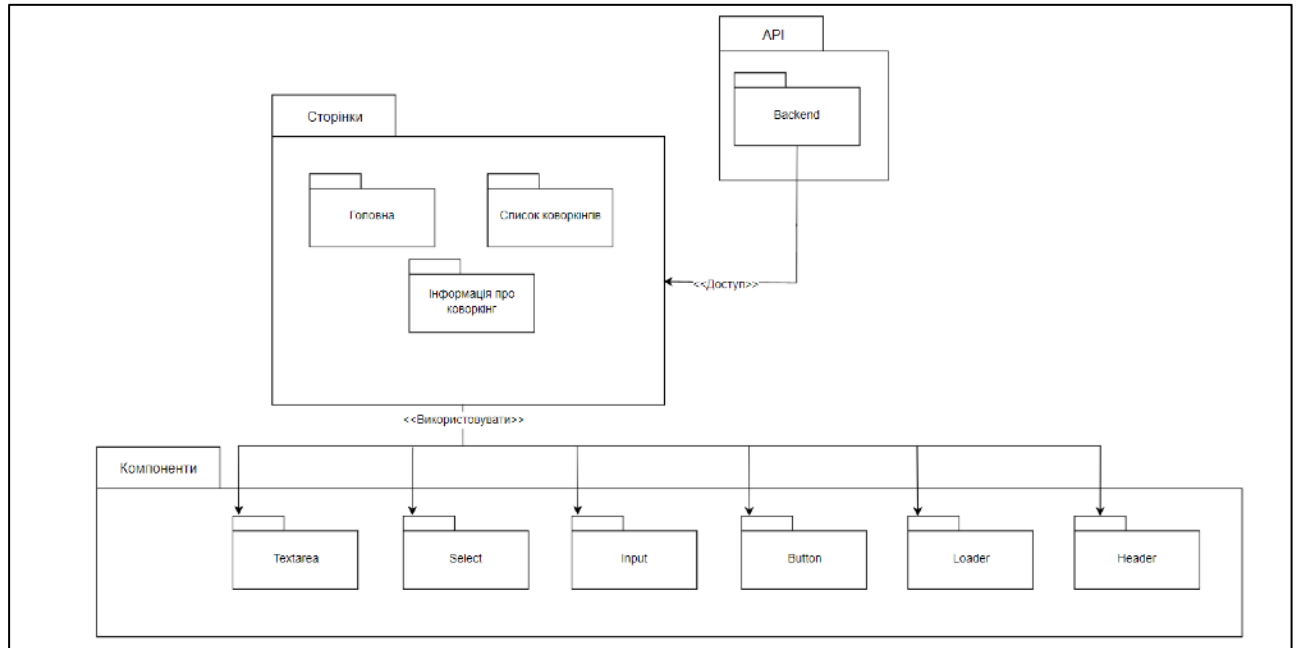 API
Backend
Сторінки
Головна
Список коворкінгів
Інформація про
коворкінг
<<Доступ>>
<<Використовувати>>
Компоненти
Textarea
Select
Input
Button
Loader
Header